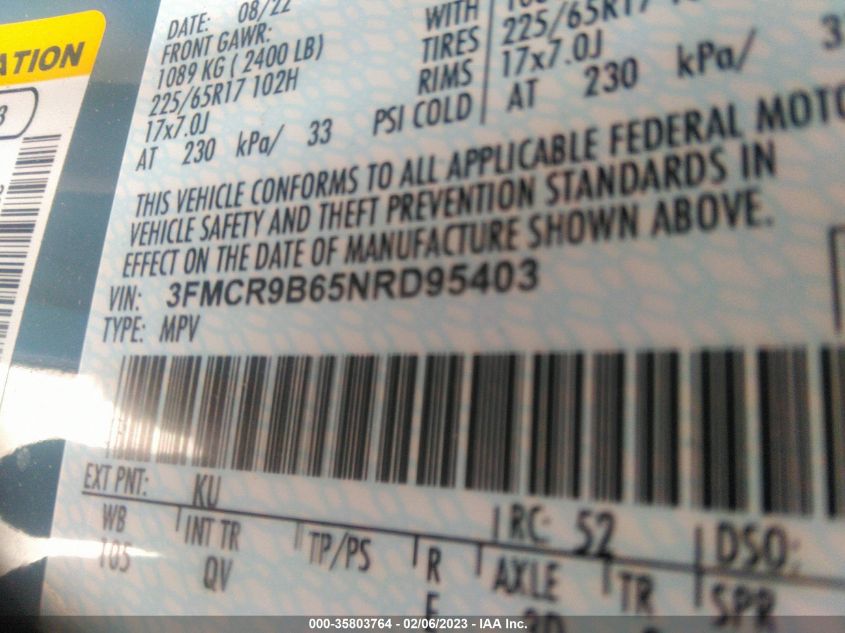 ATION
DATE: 08/22
FRONT GAWR:
1089 KG ( 2400 LB)
225/65R17 102H
17x7.0J
AT 230 kPa/ 33 PSI COLD
WITH
TIRES 225/65R17
RIMS 17x7.0J
AT 230 kPa/
THIS VEHICLE CONFORMS TO ALL APPLICABLE FEDERAL MOTO
VEHICLE SAFETY AND THEFT PREVENTION STANDARDS IN
EFFECT ON THE DATE OF MANUFACTURE SHOWN ABOVE.
VIN: 3FMCR9B65NRD95403
TYPE: MPV
EXT PNT: KU
RC: 52
DSO:
WB INT TR TP/PS R AXLE TR SPR
105 QV E
000-35803764 - 02/06/2023 - IAA Inc.